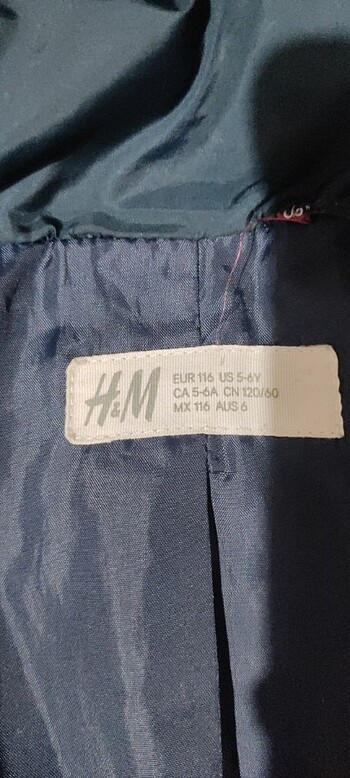 H&M
EUR 116 US 5-6Y
CA 5-6A CN 120/60
MX 116 AUS 6